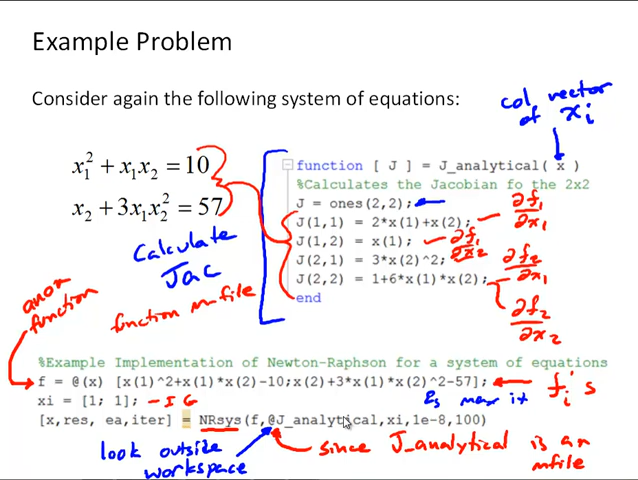 Example Problem
Consider again the following system of equations:
col vector
of xi
x₁² + x₁x₂ = 10
x₂ + 3x₁x₂² = 57
function [ J ] = J_analytical( x )
%Calculates the Jacobian fo the 2x2
J = ones(2,2);
J(1,1) = 2*x(1)+x(2);
∂f₁/∂x₁
J(1,2) = x(1);
∂f₁/∂x₂
J(2,1) = 3*x(2)^2;
∂f₂/∂x₁
J(2,2) = 1+6*x(1)*x(2);
∂f₂/∂x₂
end
Calculate
Jac
function m-file
anon
function
%Example Implementation of Newton-Raphson for a system of equations
f = @(x) [x(1)^2+x(1)*x(2)-10;x(2)+3*x(1)*x(2)^2-57];
fi's
xi = [1; 1];
- IG
Es max it
[x,res, ea,iter] = NRsys(f,@J_analytical,xi,1e-8,100)
look outside
workspace
since J_analytical is an
mfile